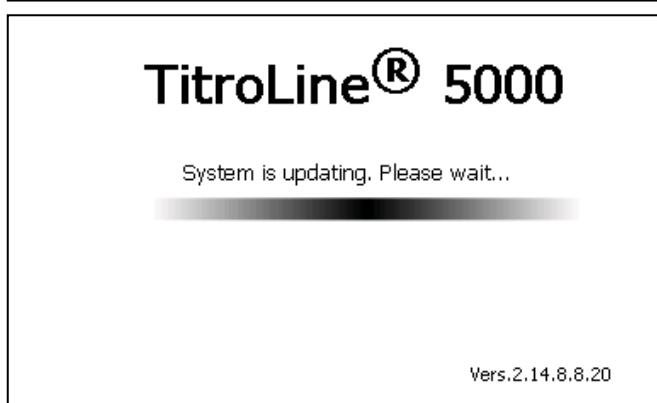 TitroLine® 5000
System is updating. Please wait...
Vers.2.14.8.8.20